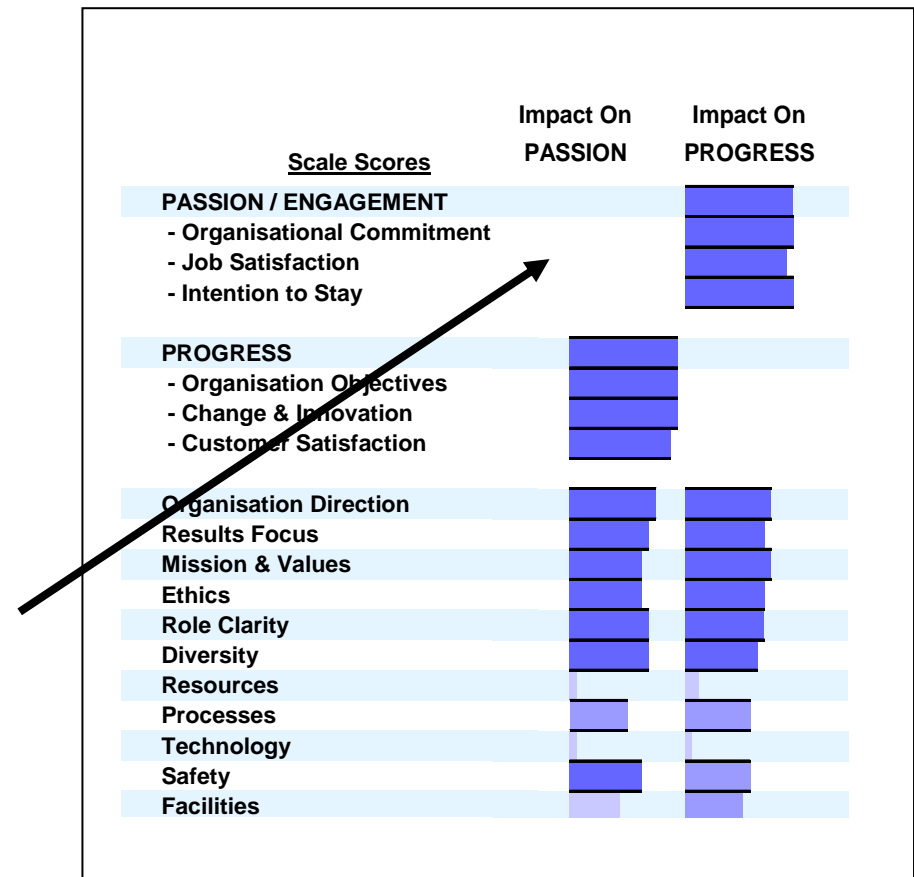 Impact On Impact On
PASSION PROGRESS
Scale Scores
PASSION / ENGAGEMENT
- Organisational Commitment
- Job Satisfaction
- Intention to Stay
PROGRESS
- Organisation Objectives
- Change & Innovation
- Customer Satisfaction
Organisation Direction
Results Focus
Mission & Values
Ethics
Role Clarity
Diversity
Resources
Processes
Technology
Safety
Facilities